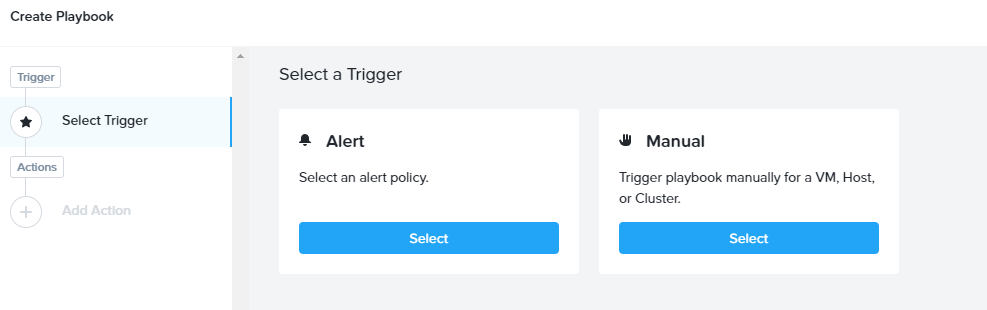 Create Playbook
Trigger
Select Trigger
Actions
Add Action
Select a Trigger
Alert
Select an alert policy.
Select
Manual
Trigger playbook manually for a VM, Host,
or Cluster.
Select